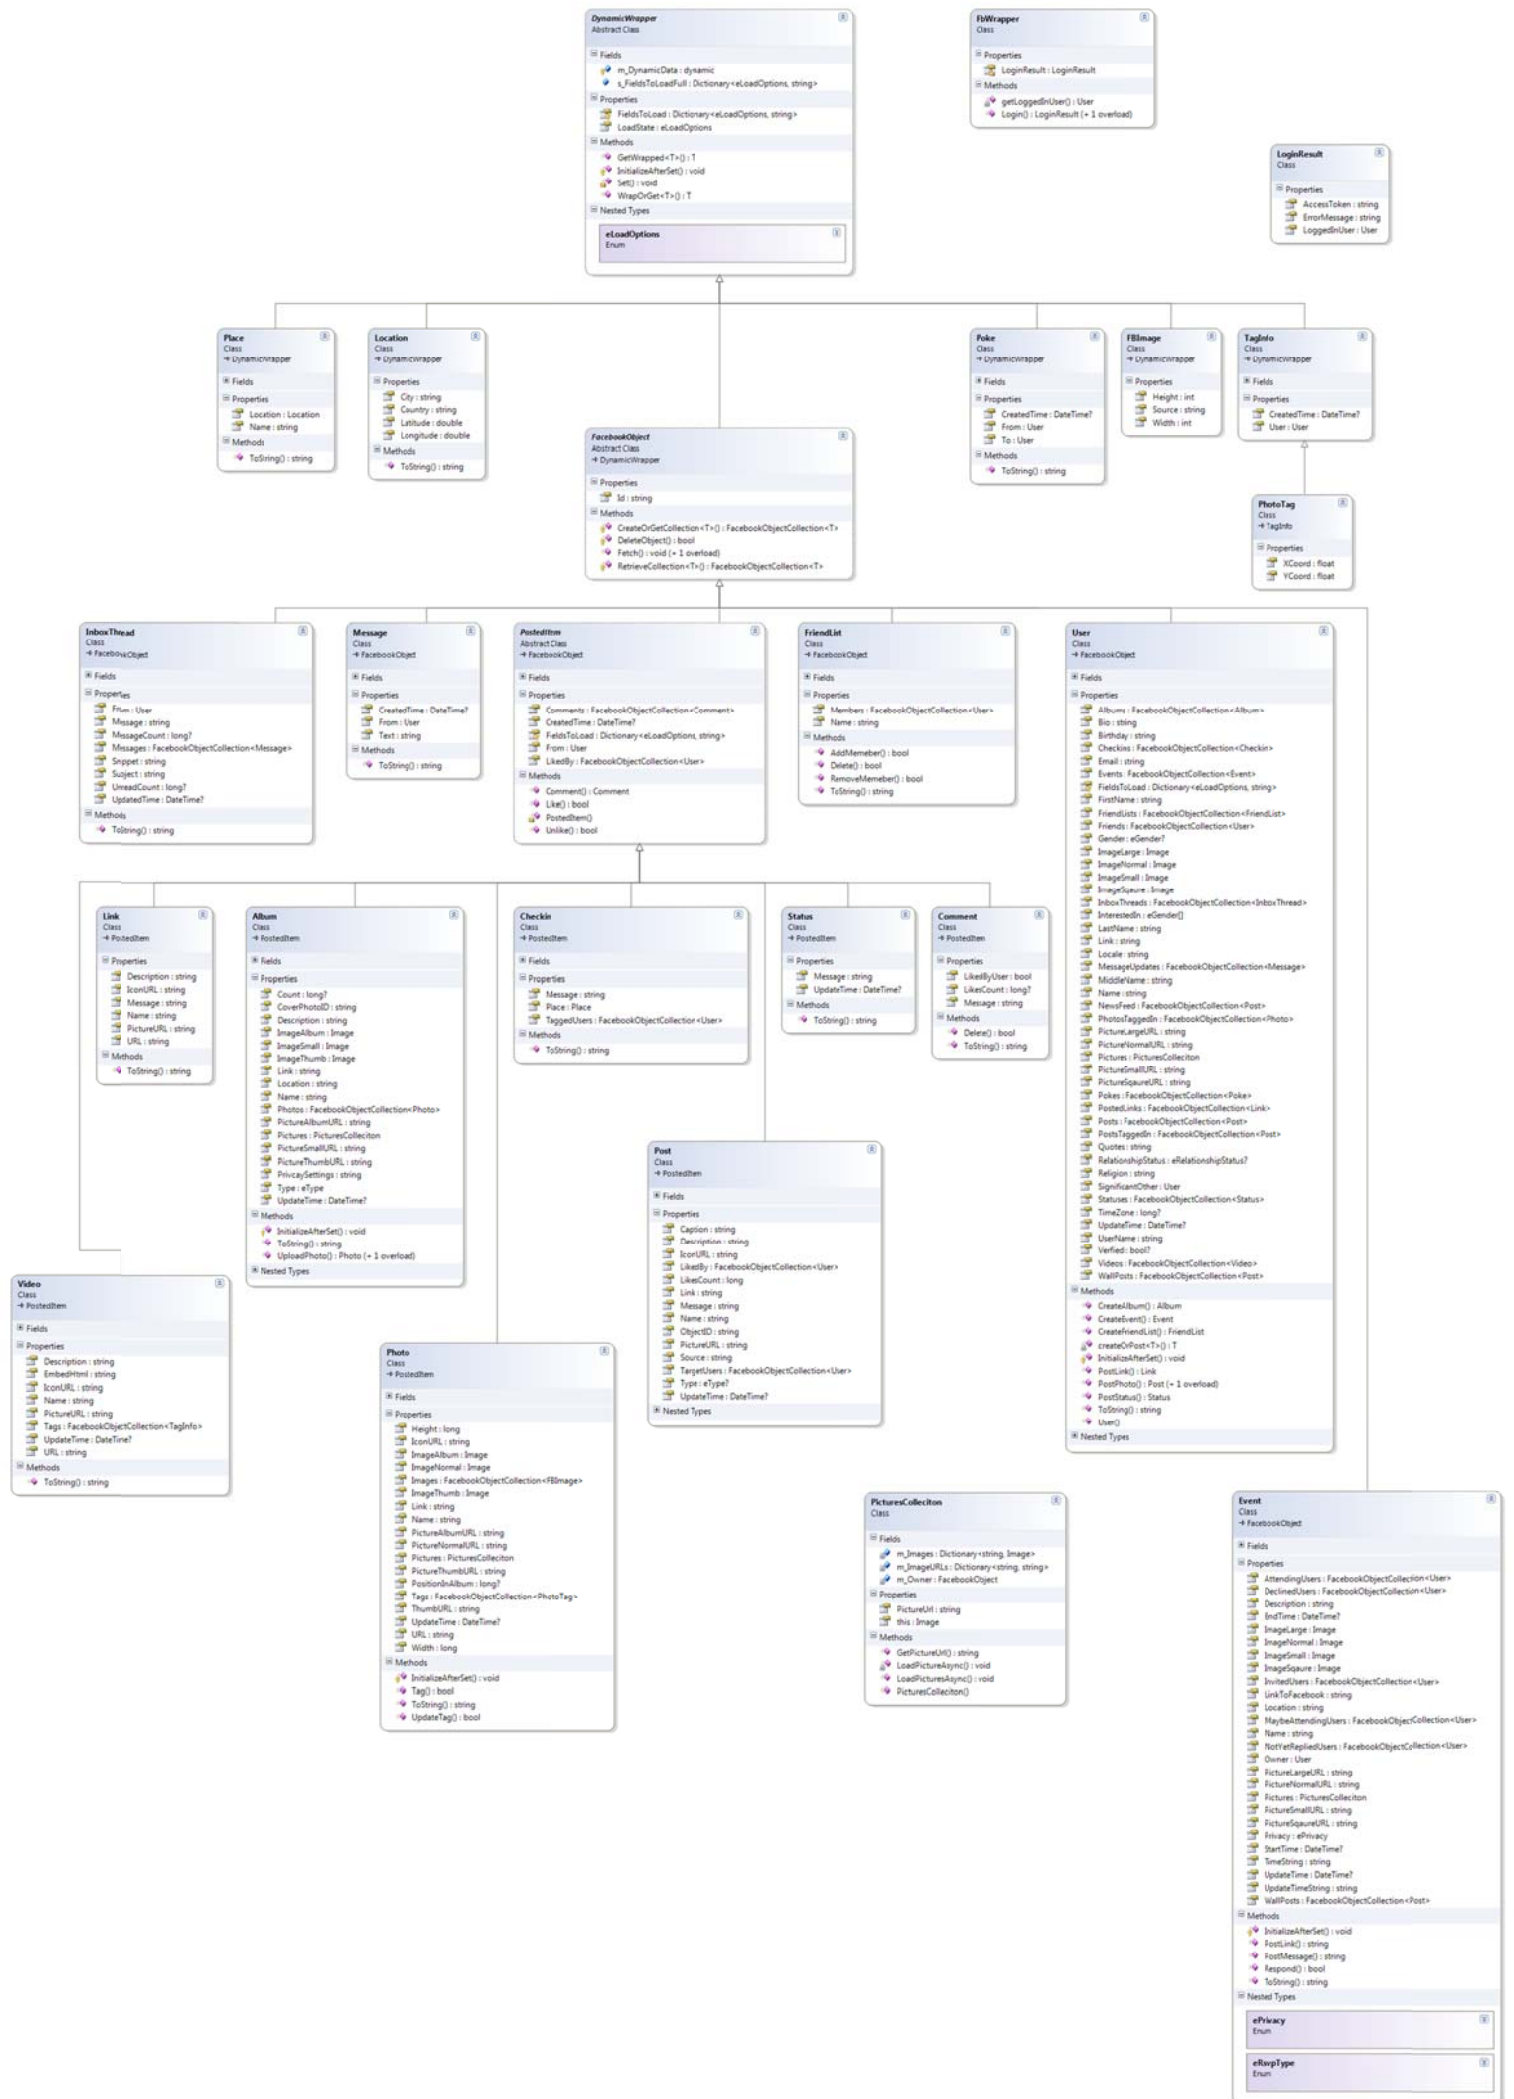 DynamicWrapper
Abstract Class
Fields
m_DynamicData : dynamic
s_FieldsToLoadFull : Dictionary<eLoadOptions, string>
Properties
FieldsToLoad : Dictionary<eLoadOptions, string>
LoadState : eLoadOptions
Methods
GetWrapped<T>() : T
InitializeAfterSet() : void
Set() : void
WrapOrGet<T>() : T
Nested Types
eLoadOptions
Enum
FbWrapper
Class
Properties
LoginResult : LoginResult
Methods
getLoggedInUser() : User
Login() : LoginResult (+ 1 overload)
LoginResult
Class
Properties
AccessToken : string
ErrorMessage : string
LoggedInUser : User
Place
Class
DynamicWrapper
Fields
Properties
Location : Location
Name : string
Methods
ToString() : string
Location
Class
DynamicWrapper
Properties
City : string
Country : string
Latitude : double
Longitude : double
Methods
ToString() : string
Poke
Class
DynamicWrapper
Fields
Properties
CreatedTime : DateTime?
From : User
To : User
Methods
ToString() : string
FBImage
Class
DynamicWrapper
Properties
Height : int
Source : string
Width : int
TagInfo
Class
DynamicWrapper
Fields
Properties
CreatedTime : DateTime?
User : User
FacebookObject
Abstract Class
DynamicWrapper
Properties
Id : string
Methods
CreateOrGetCollection<T>() : FacebookObjectCollection<T>
DeleteObject() : bool
Fetch() : void (+ 1 overload)
RetrieveCollection<T>() : FacebookObjectCollection<T>
PhotoTag
Class
TagInfo
Properties
XCoord : float
YCoord : float
InboxThread
Class
FacebookObject
Fields
Properties
From : User
Message : string
MessageCount : long?
Messages : FacebookObjectCollection<Message>
Snippet : string
Subject : string
UnreadCount : long?
UpdatedTime : DateTime?
Methods
ToString() : string
Message
Class
FacebookObject
Fields
Properties
CreatedTime : DateTime?
From : User
Text : string
Methods
ToString() : string
PostedItem
Abstract Class
FacebookObject
Fields
Properties
Comments : FacebookObjectCollection<Comment>
CreatedTime : DateTime?
FieldsToLoad : Dictionary<eLoadOptions, string>
From : User
LikedBy : FacebookObjectCollection<User>
Methods
Comment() : Comment
Like() : bool
PostedItem()
Unlike() : bool
FriendList
Class
FacebookObject
Fields
Properties
Members : FacebookObjectCollection<User>
Name : string
Methods
AddMemeber() : bool
Delete() : bool
RemoveMemeber() : bool
ToString() : string
User
Class
FacebookObject
Fields
Properties
Albums : FacebookObjectCollection<Album>
Bio : string
Birthday : string
Checkins : FacebookObjectCollection<Checkin>
Email : string
Events : FacebookObjectCollection<Event>
FieldsToLoad : Dictionary<eLoadOptions, string>
FirstName : string
FriendLists : FacebookObjectCollection<FriendList>
Friends : FacebookObjectCollection<User>
Gender : eGender?
ImageLarge : Image
ImageNormal : Image
ImageSmall : Image
ImageSqaure : Image
InboxThreads : FacebookObjectCollection<InboxThread>
InterestedIn : eGender[]
LastName : string
Link : string
Locale : string
MessageUpdates : FacebookObjectCollection<Message>
MiddleName : string
Name : string
NewsFeed : FacebookObjectCollection<Post>
PhotosTaggedIn : FacebookObjectCollection<Photo>
PictureLargeURL : string
PictureNormalURL : string
Pictures : PicturesColleciton
PictureSmallURL : string
PictureSqaureURL : string
Pokes : FacebookObjectCollection<Poke>
PostedLinks : FacebookObjectCollection<Link>
Posts : FacebookObjectCollection<Post>
PostsTaggedIn : FacebookObjectCollection<Post>
Quotes : string
RelationshipStatus : eRelationshipStatus?
Religion : string
SignificantOther : User
Statuses : FacebookObjectCollection<Status>
TimeZone : long?
UpdateTime : DateTime?
UserName : string
Verfied : bool?
Videos : FacebookObjectCollection<Video>
WallPosts : FacebookObjectCollection<Post>
Methods
CreateAlbum() : Album
CreateEvent() : Event
CreateFriendList() : FriendList
createOrPost<T>() : T
InitializeAfterSet() : void
PostLink() : Link
PostPhoto() : Post (+ 1 overload)
PostStatus() : Status
ToString() : string
User()
Nested Types
Link
Class
PostedItem
Properties
Description : string
IconURL : string
Message : string
Name : string
PictureURL : string
URL : string
Methods
ToString() : string
Album
Class
PostedItem
Fields
Properties
Count : long?
CoverPhotoID : string
Description : string
ImageAlbum : Image
ImageSmall : Image
ImageThumb : Image
Link : string
Location : string
Name : string
Photos : FacebookObjectCollection<Photo>
PictureAlbumURL : string
Pictures : PicturesColleciton
PictureSmallURL : string
PictureThumbURL : string
PrivcaySettings : string
Type : eType
UpdateTime : DateTime?
Methods
InitializeAfterSet() : void
ToString() : string
UploadPhoto() : Photo (+ 1 overload)
Nested Types
Checkin
Class
PostedItem
Fields
Properties
Message : string
Place : Place
TaggedUsers : FacebookObjectCollection<User>
Methods
ToString() : string
Status
Class
PostedItem
Properties
Message : string
UpdateTime : DateTime?
Methods
ToString() : string
Comment
Class
PostedItem
Properties
LikedByUser : bool
LikesCount : long?
Message : string
Methods
Delete() : bool
ToString() : string
Post
Class
PostedItem
Fields
Properties
Caption : string
Description : string
IconURL : string
LikedBy : FacebookObjectCollection<User>
LikesCount : long
Link : string
Message : string
Name : string
ObjectID : string
PictureURL : string
Source : string
TargetUsers : FacebookObjectCollection<User>
Type : eType?
UpdateTime : DateTime?
Nested Types
Video
Class
PostedItem
Fields
Properties
Description : string
EmbedHtml : string
IconURL : string
Name : string
PictureURL : string
Tags : FacebookObjectCollection<TagInfo>
UpdateTime : DateTime?
URL : string
Methods
ToString() : string
Photo
Class
PostedItem
Fields
Properties
Height : long
IconURL : string
ImageAlbum : Image
ImageNormal : Image
Images : FacebookObjectCollection<FBImage>
ImageThumb : Image
Link : string
Name : string
PictureAlbumURL : string
PictureNormalURL : string
Pictures : PicturesColleciton
PictureThumbURL : string
PositionInAlbum : long?
Tags : FacebookObjectCollection<PhotoTag>
ThumbURL : string
UpdateTime : DateTime?
URL : string
Width : long
Methods
InitializeAfterSet() : void
Tag() : bool
ToString() : string
UpdateTag() : bool
PicturesColleciton
Class
Fields
m_Images : Dictionary<string, Image>
m_ImageURLs : Dictionary<string, string>
m_Owner : FacebookObject
Properties
PictureUrl : string
this : Image
Methods
GetPictureUrl() : string
LoadPictureAsync() : void
LoadPicturesAsync() : void
PicturesColleciton()
Event
Class
FacebookObject
Fields
Properties
AttendingUsers : FacebookObjectCollection<User>
DeclinedUsers : FacebookObjectCollection<User>
Description : string
EndTime : DateTime?
ImageLarge : Image
ImageNormal : Image
ImageSmall : Image
ImageSqaure : Image
InvitedUsers : FacebookObjectCollection<User>
LinkToFacebook : string
Location : string
MaybeAttendingUsers : FacebookObjectCollection<User>
Name : string
NotYetRepliedUsers : FacebookObjectCollection<User>
Owner : User
PictureLargeURL : string
PictureNormalURL : string
Pictures : PicturesColleciton
PictureSmallURL : string
PictureSqaureURL : string
Privacy : ePrivacy
StartTime : DateTime?
TimeString : string
UpdateTime : DateTime?
UpdateTimeString : string
WallPosts : FacebookObjectCollection<Post>
Methods
InitializeAfterSet() : void
PostLink() : string
PostMessage() : string
Respond() : bool
ToString() : string
Nested Types
ePrivacy
Enum
eRsvpType
Enum